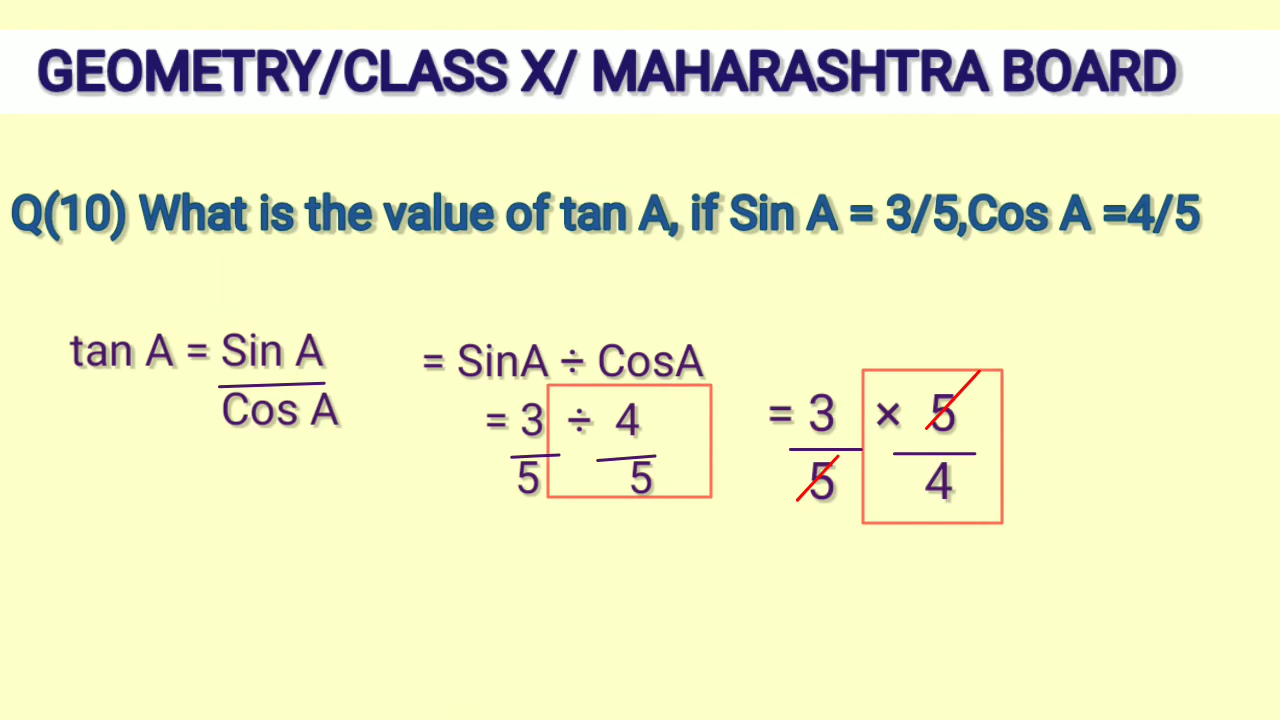 GEOMETRY/CLASS X/ MAHARASHTRA BOARD
Q(10) What is the value of tan A, if Sin A = 3/5,Cos A =4/5
tan A = Sin A
Cos A
= SinA ÷ CosA
= 3 ÷ 4
5 5
= 3 × 5
5 4